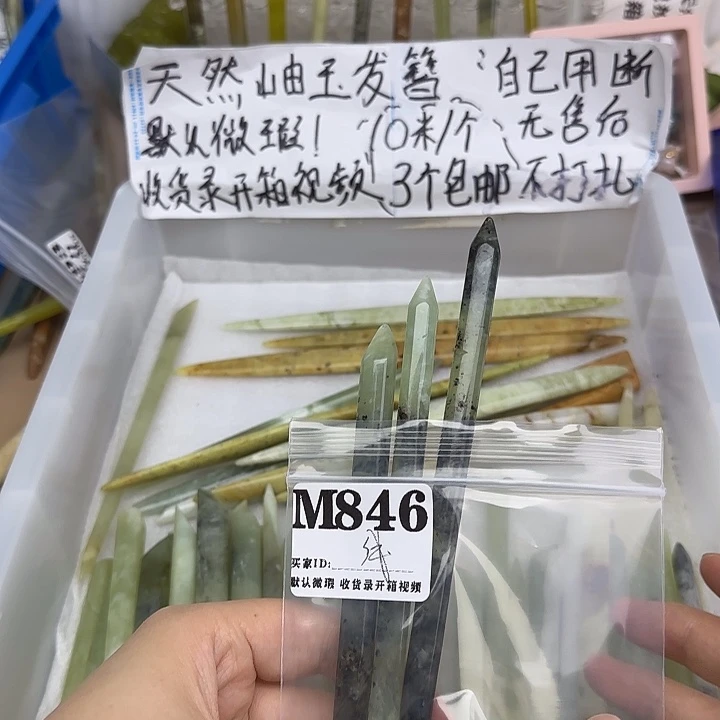 天然岫玉发簪 自己用断
默认微瑕! 10米/个 无售后
收货录开箱视频 3个包邮 不打扎
M846
买家ID:
默认微瑕 收货录开箱视频